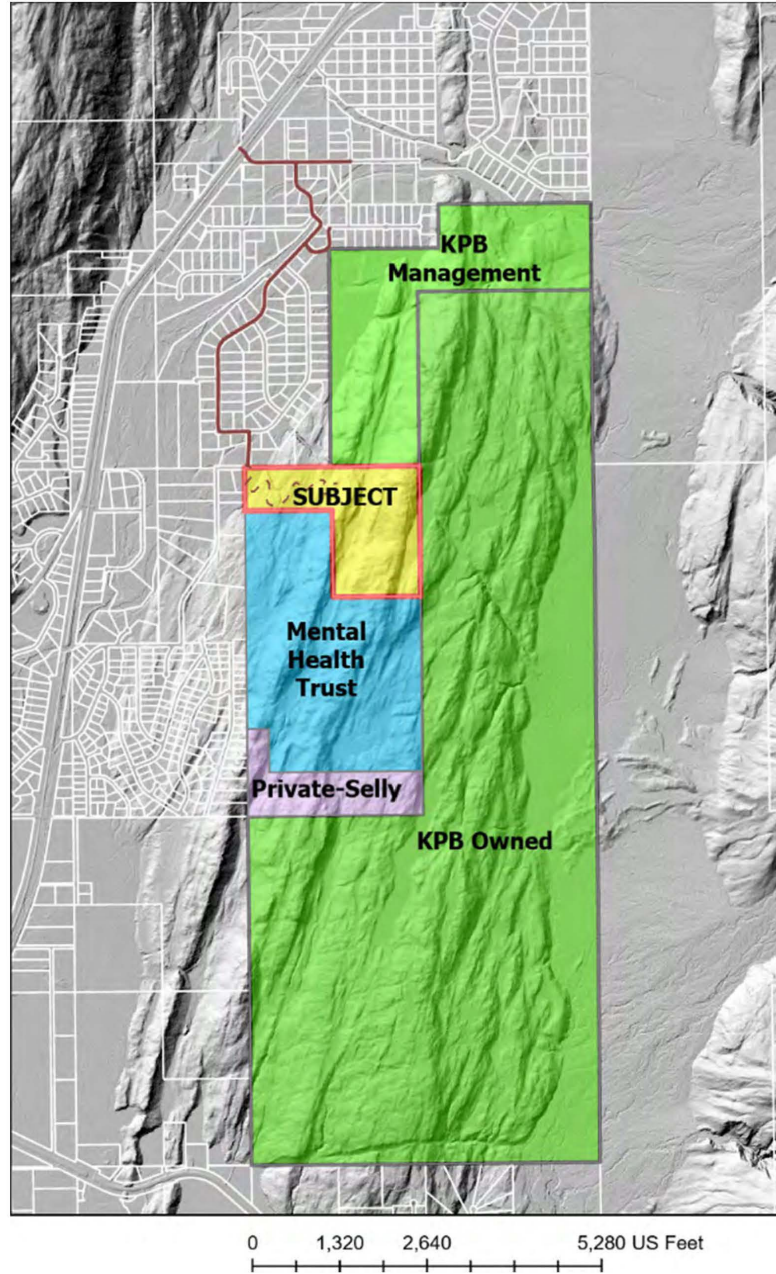 KPB
Management
SUBJECT
Mental
Health
Trust
Private-Selly
KPB Owned
0 1,320 2,640 5,280 US Feet